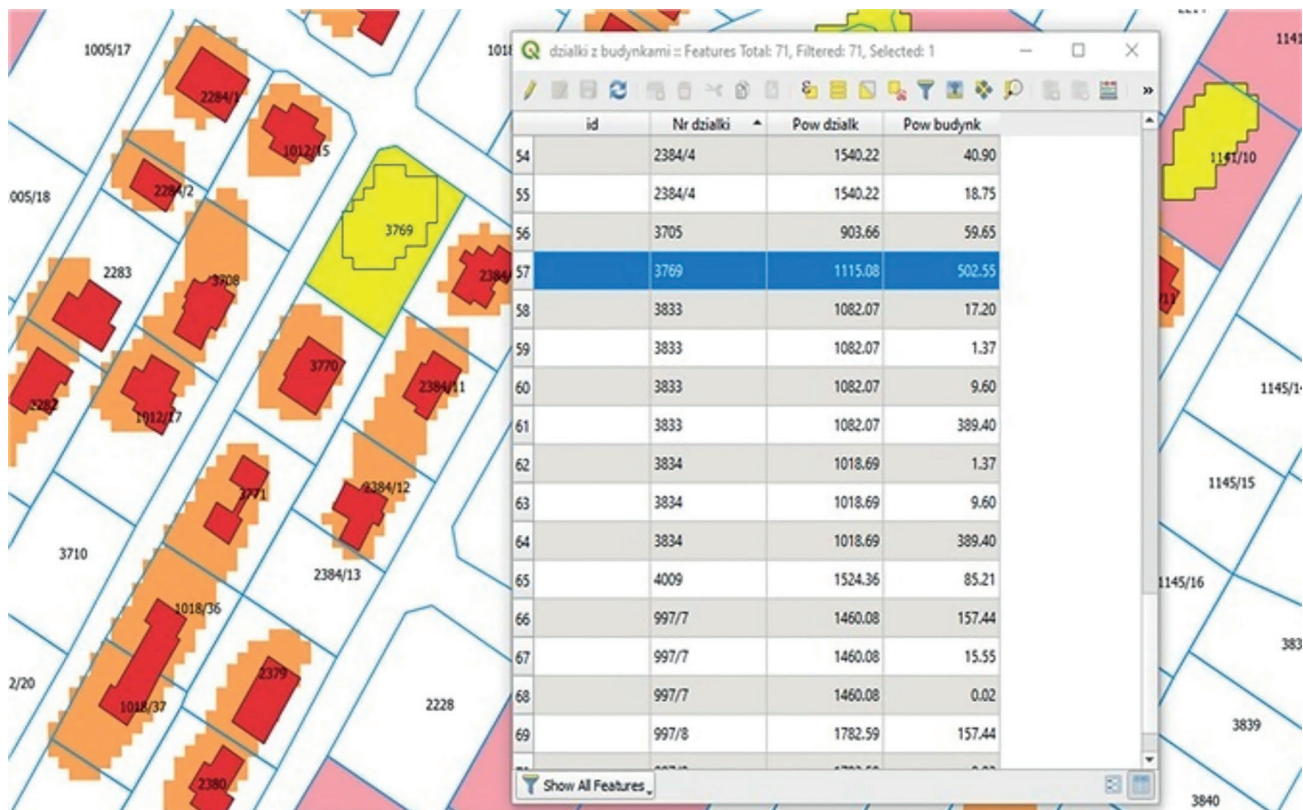 1005/17
2284/1
1012/15
2284/2
005/18
3769
2283
3708
3770
2384/11
2282
1012/17
2384/12
3771
3710
2384/13
1018/36
2/20
1018/37
2379
2228
2380
dzialki z budynkami :: Features Total: 71, Filtered: 71, Selected: 1
id Nr dzialki Pow dzialk Pow budynk
54 2384/4 1540.22 40.90
55 2384/4 1540.22 18.75
56 3705 903.66 59.65
57 3769 1115.08 502.55
58 3833 1082.07 17.20
59 3833 1082.07 1.37
60 3833 1082.07 9.60
61 3833 1082.07 389.40
62 3834 1018.69 1.37
63 3834 1018.69 9.60
64 3834 1018.69 389.40
65 4009 1524.36 85.21
66 997/7 1460.08 157.44
67 997/7 1460.08 15.55
68 997/7 1460.08 0.02
69 997/8 1782.59 157.44
Show All Features
1141
1141/10
/11
1145/14
1145/15
1145/16
383
3839
3840